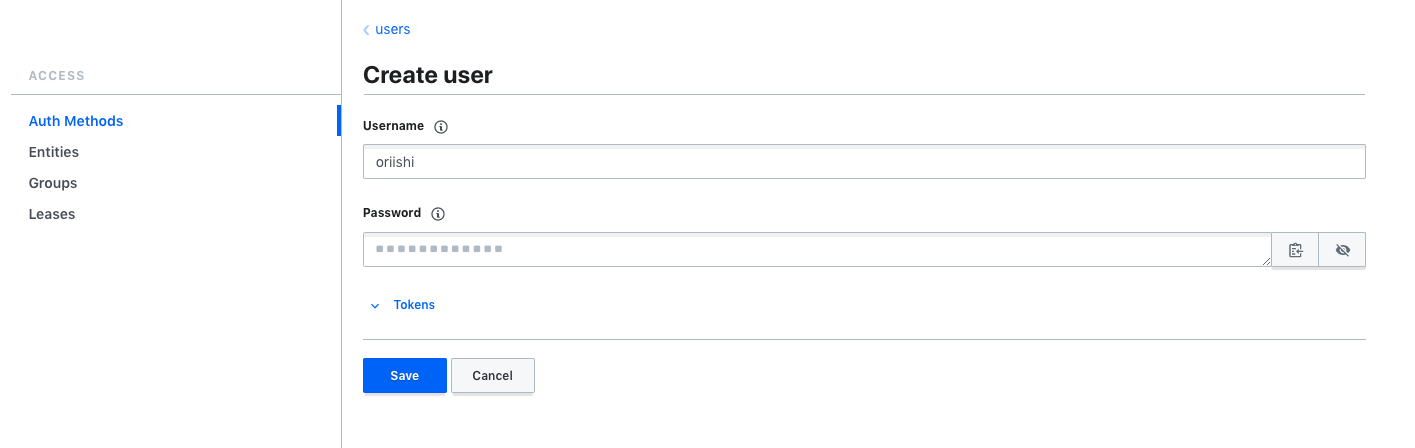 users
ACCESS
Create user
Auth Methods
Username
Entities
oriishi
Groups
Leases
Password
Tokens
Save Cancel